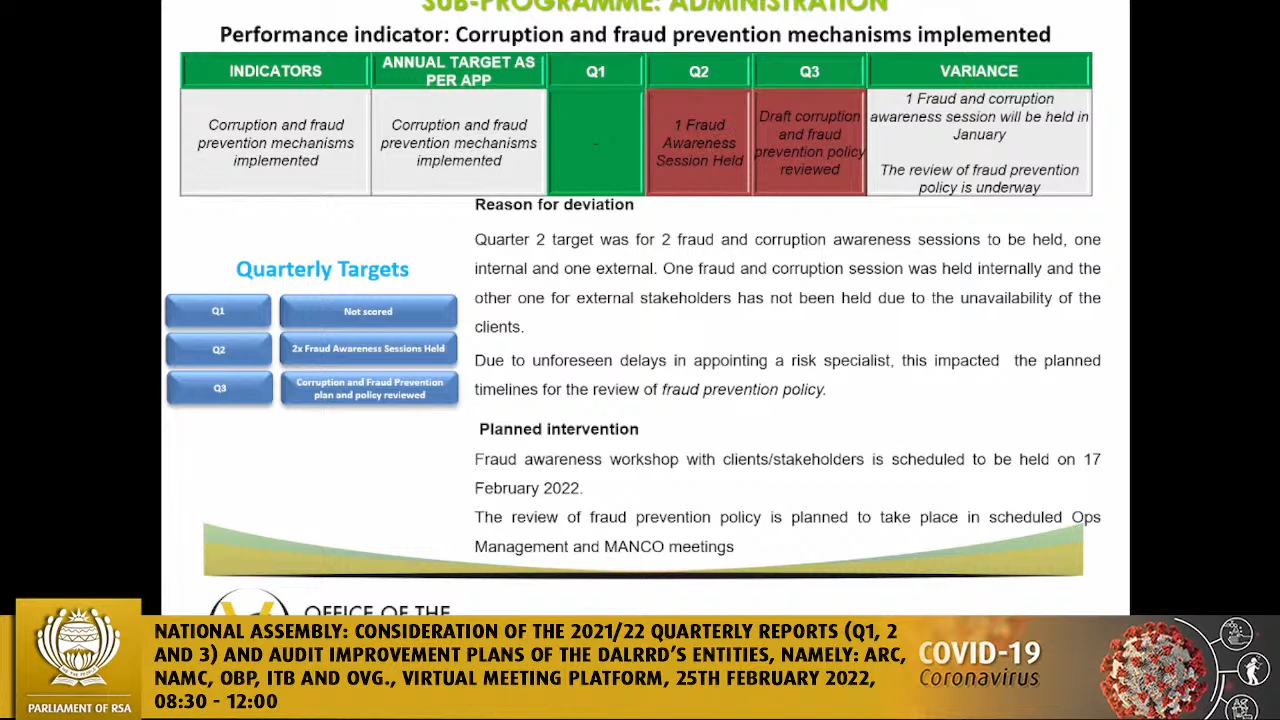 SUB-PROGRAMME: ADMINISTRATION
Performance indicator: Corruption and fraud prevention mechanisms implemented
INDICATORS
ANNUAL TARGET AS
PER APP
Q1
Q2
Q3
VARIANCE
Corruption and fraud
prevention mechanisms
implemented
Corruption and fraud
prevention mechanisms
implemented
-
1 Fraud
Awareness
Session Held
Draft corruption
and fraud
prevention policy
reviewed
1 Fraud and corruption
awareness session will be held in
January
The review of fraud prevention
policy is underway
Quarterly Targets
Q1
Not scored
Q2
2x Fraud Awareness Sessions Held
Q3
Corruption and Fraud Prevention
plan and policy reviewed
Reason for deviation
Quarter 2 target was for 2 fraud and corruption awareness sessions to be held, one
internal and one external. One fraud and corruption session was held internally and the
other one for external stakeholders has not been held due to the unavailability of the
clients.
Due to unforeseen delays in appointing a risk specialist, this impacted the planned
timelines for the review of fraud prevention policy.
Planned intervention
Fraud awareness workshop with clients/stakeholders is scheduled to be held on 17
February 2022.
The review of fraud prevention policy is planned to take place in scheduled Ops
Management and MANCO meetings
OFFICE OF THE
PARLIAMENT OF RSA
NATIONAL ASSEMBLY: CONSIDERATION OF THE 2021/22 QUARTERLY REPORTS (Q1, 2
AND 3) AND AUDIT IMPROVEMENT PLANS OF THE DALRRD'S ENTITIES, NAMELY: ARC,
NAMC, OBP, ITB AND OVG., VIRTUAL MEETING PLATFORM, 25TH FEBRUARY 2022,
08:30 - 12:00
COVID-19
Coronavirus